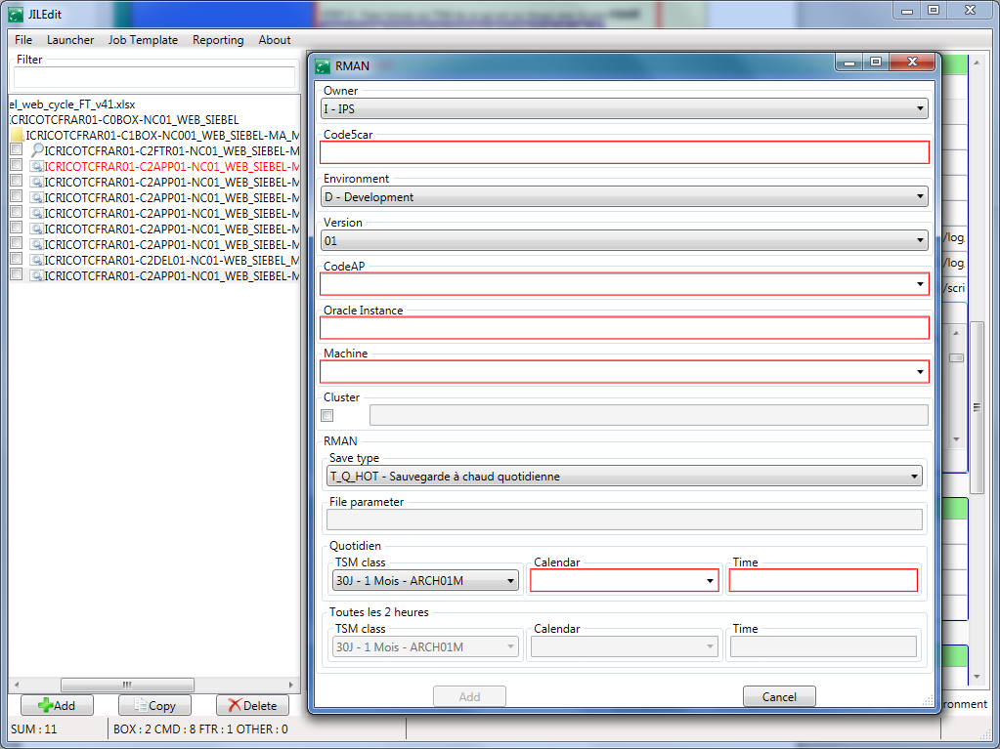 JILEdit
File Launcher Job Template Reporting About
Filter
el_web_cycle_FT_v41.xlsx
ICRICOTCFRAR01-C0BOX-NC01_WEB_SIEBEL
ICRICOTCFRAR01-C1BOX-NC001_WEB_SIEBEL-MA_M
ICRICOTCFRAR01-C2FTR01-NC01_WEB_SIEBEL-M
ICRICOTCFRAR01-C2APP01-NC01_WEB_SIEBEL-M
ICRICOTCFRAR01-C2APP01-NC01_WEB_SIEBEL-M
ICRICOTCFRAR01-C2APP01-NC01_WEB_SIEBEL-M
ICRICOTCFRAR01-C2APP01-NC01_WEB_SIEBEL-M
ICRICOTCFRAR01-C2APP01-NC01_WEB_SIEBEL-M
ICRICOTCFRAR01-C2APP01-NC01_WEB_SIEBEL-M
ICRICOTCFRAR01-C2DEL01-NC01-WEB_SIEBEL_M
ICRICOTCFRAR01-C2APP01-NC01_WEB_SIEBEL-M
Add Copy Delete
SUM : 11 BOX : 2 CMD : 8 FTR : 1 OTHER : 0
RMAN
Owner
I - IPS
Code5car
Environment
D - Development
Version
01
CodeAP
Oracle Instance
Machine
Cluster
RMAN
Save type
T_Q_HOT - Sauvegarde à chaud quotidienne
File parameter
Quotidien
TSM class Calendar Time
30J - 1 Mois - ARCH01M
Toutes les 2 heures
TSM class Calendar Time
30J - 1 Mois - ARCH01M
Add Cancel
/log
/log
/scri
ronment